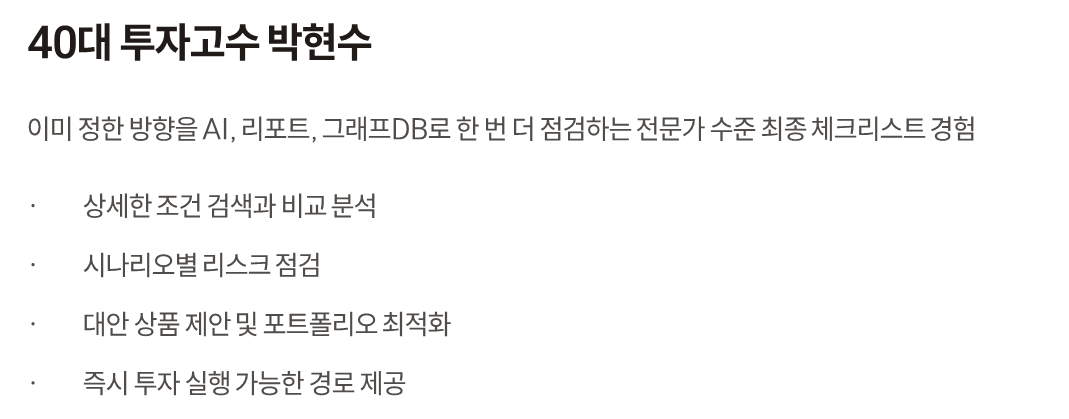 40대 투자고수 박현수
이미 정한 방향을 AI, 리포트, 그래프DB로 한 번 더 점검하는 전문가 수준 최종 체크리스트 경험
· 상세한 조건 검색과 비교 분석
· 시나리오별 리스크 점검
· 대안 상품 제안 및 포트폴리오 최적화
· 즉시 투자 실행 가능한 경로 제공